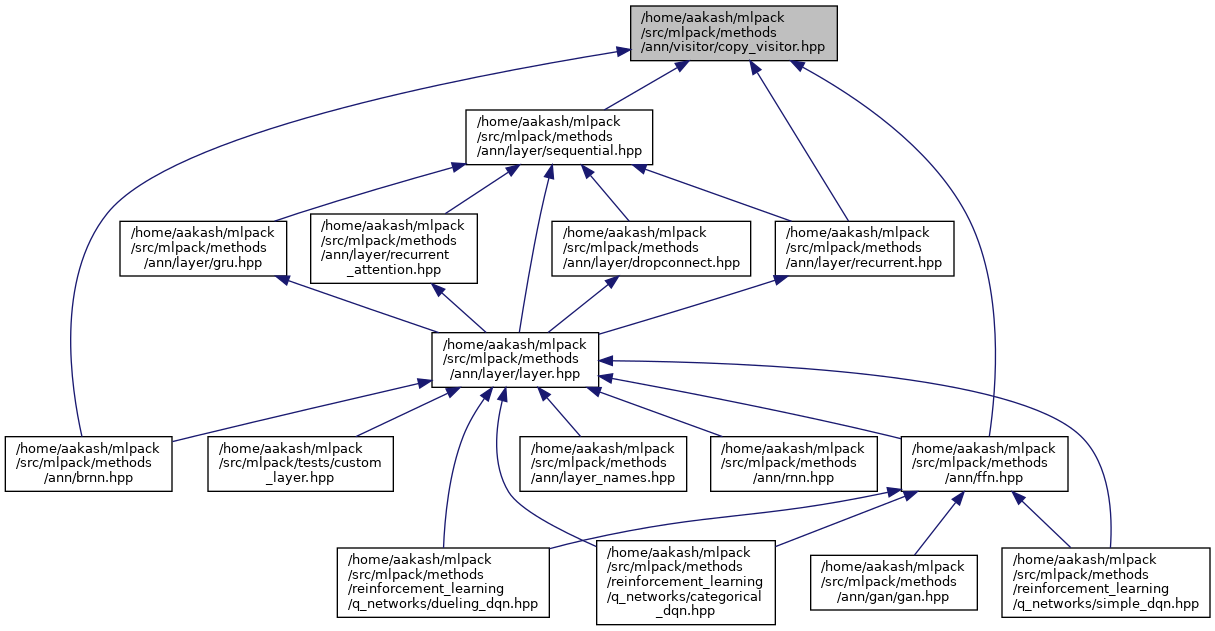 /home/aakash/mlpack
/src/mlpack/methods
/ann/visitor/copy_visitor.hpp
/home/aakash/mlpack
/src/mlpack/methods
/ann/layer/sequential.hpp
/home/aakash/mlpack
/src/mlpack/methods
/ann/layer/gru.hpp
/home/aakash/mlpack
/src/mlpack/methods
/ann/layer/recurrent
_attention.hpp
/home/aakash/mlpack
/src/mlpack/methods
/ann/layer/dropconnect.hpp
/home/aakash/mlpack
/src/mlpack/methods
/ann/layer/recurrent.hpp
/home/aakash/mlpack
/src/mlpack/methods
/ann/layer/layer.hpp
/home/aakash/mlpack
/src/mlpack/methods
/ann/brnn.hpp
/home/aakash/mlpack
/src/mlpack/tests/custom
_layer.hpp
/home/aakash/mlpack
/src/mlpack/methods
/ann/layer_names.hpp
/home/aakash/mlpack
/src/mlpack/methods
/ann/rnn.hpp
/home/aakash/mlpack
/src/mlpack/methods
/ann/ffn.hpp
/home/aakash/mlpack
/src/mlpack/methods
/reinforcement_learning
/q_networks/dueling_dqn.hpp
/home/aakash/mlpack
/src/mlpack/methods
/reinforcement_learning
/q_networks/categorical
_dqn.hpp
/home/aakash/mlpack
/src/mlpack/methods
/ann/gan/gan.hpp
/home/aakash/mlpack
/src/mlpack/methods
/reinforcement_learning
/q_networks/simple_dqn.hpp